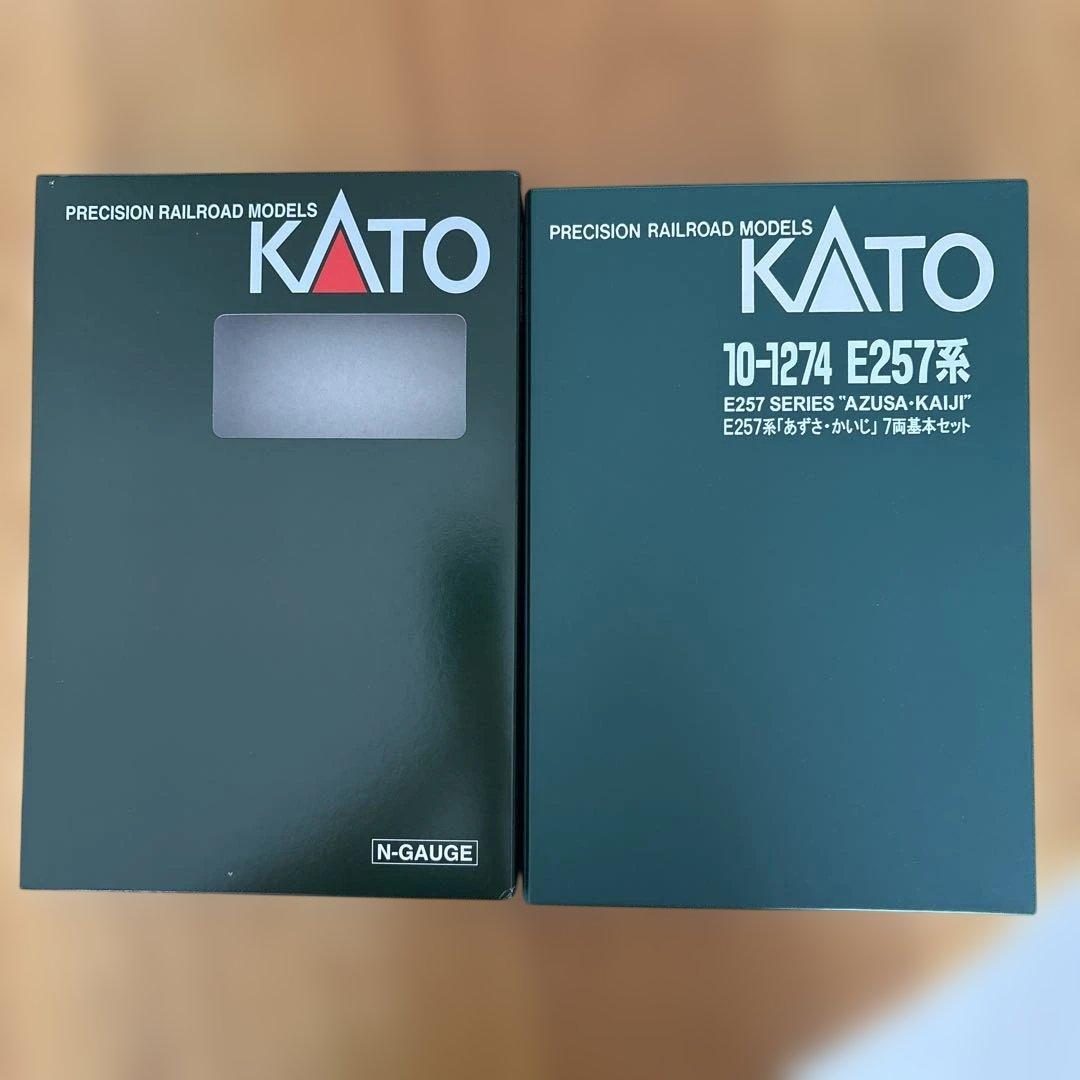 PRECISION RAILROAD MODELS
KATO
N-GAUGE
PRECISION RAILROAD MODELS
KATO
10-1274 E257系
E257 SERIES "AZUSA・KAIJI"
E257系「あずさ・かいじ」7両基本セット